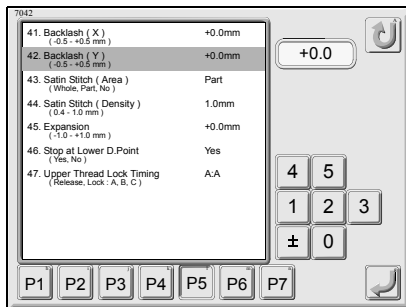 7042
41. Backlash ( X ) +0.0mm
( -0.5 - +0.5 mm )
42. Backlash ( Y ) +0.0mm
( -0.5 - +0.5 mm )
43. Satin Stitch ( Area ) Part
( Whole, Part, No )
44. Satin Stitch ( Density ) 1.0mm
( 0.4 - 1.0 mm )
45. Expansion +0.0mm
( -1.0 - +1.0 mm )
46. Stop at Lower D.Point Yes
( Yes, No )
47. Upper Thread Lock Timing A:A
( Release, Lock : A, B, C )
+0.0
4 5
1 2 3
± 0
P1 P2 P3 P4 P5 P6 P7